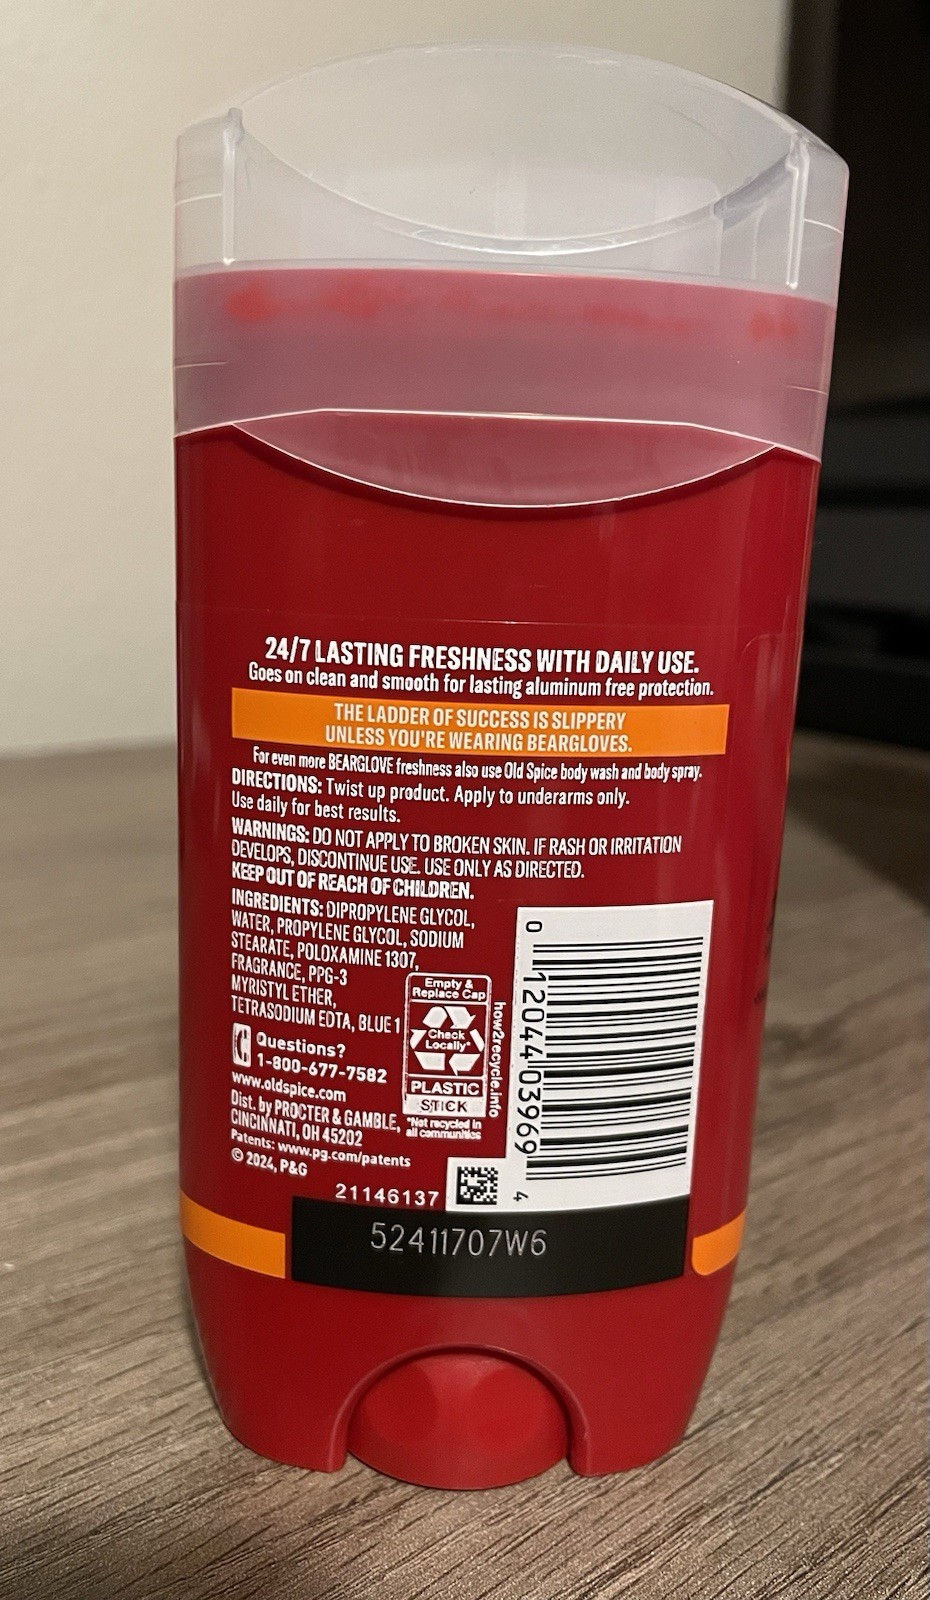 24/7 LASTING FRESHNESS WITH DAILY USE.
Goes on clean and smooth for lasting aluminum free protection.
THE LADDER OF SUCCESS IS SLIPPERY
UNLESS YOU'RE WEARING BEARGLOVES.
For even more BEARGLOVE freshness also use Old Spice body wash and body spray.
DIRECTIONS: Twist up product. Apply to underarms only.
Use daily for best results.
WARNINGS: DO NOT APPLY TO BROKEN SKIN. IF RASH OR IRRITATION
DEVELOPS, DISCONTINUE USE. USE ONLY AS DIRECTED.
KEEP OUT OF REACH OF CHILDREN.
INGREDIENTS: DIPROPYLENE GLYCOL,
WATER, PROPYLENE GLYCOL, SODIUM
STEARATE, POLOXAMINE 1307,
FRAGRANCE, PPG-3
MYRISTYL ETHER,
TETRASODIUM EDTA, BLUE 1
Questions?
1-800-677-7582
www.oldspice.com
Dist. by PROCTER & GAMBLE,
CINCINNATI, OH 45202
Patents: www.pg.com/patents
© 2024, P&G
Empty &
Replace Cap
Check
Locally*
PLASTIC
STICK
*Not recycled in
all communities
how2recycle.info
0 12044 03969 4
21146137
52411707W6